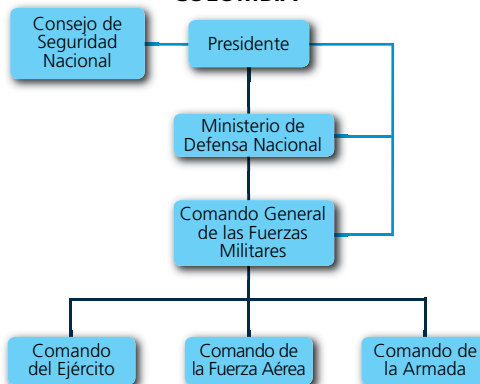 COLOMBIA
Consejo de
Seguridad
Nacional
Presidente
Ministerio de
Defensa Nacional
Comando General
de las Fuerzas
Militares
Comando
del Ejército
Comando de
la Fuerza Aérea
Comando de
la Armada